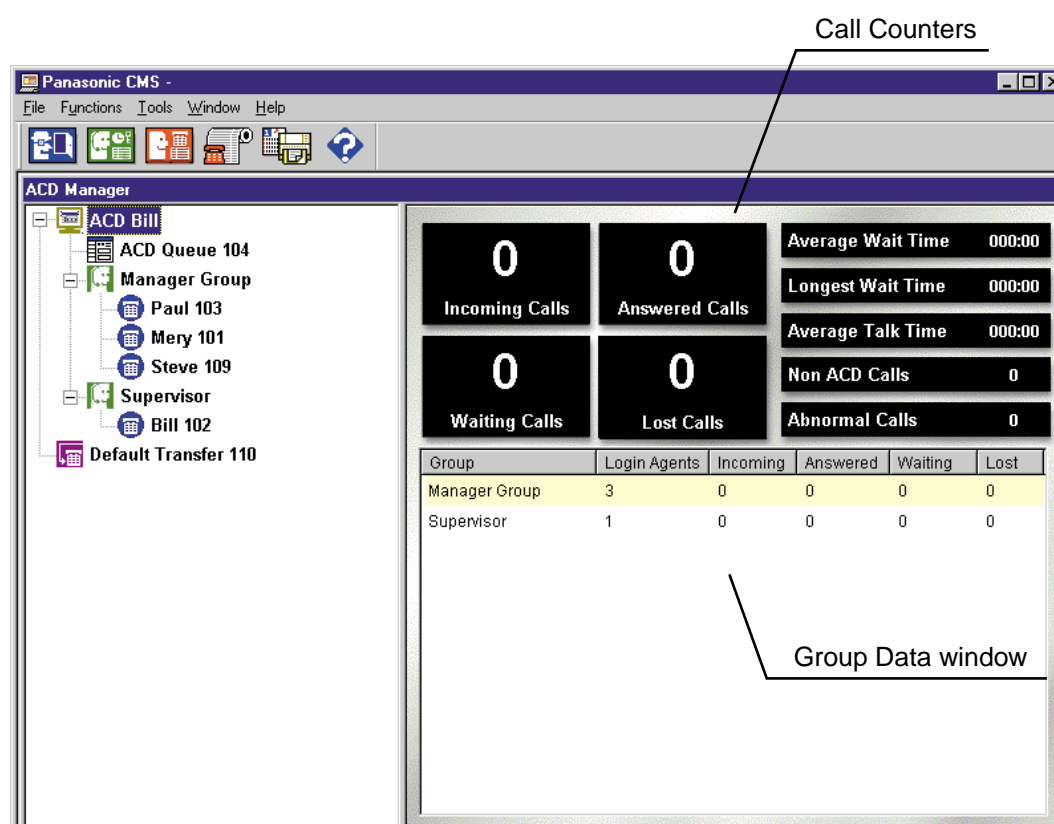 Call Counters
Panasonic CMS -
File Functions Tools Window Help
ACD Manager
ACD Bill
ACD Queue 104
Manager Group
Paul 103
Mery 101
Steve 109
Supervisor
Bill 102
Default Transfer 110
0
Incoming Calls
0
Answered Calls
0
Waiting Calls
0
Lost Calls
Average Wait Time 000:00
Longest Wait Time 000:00
Average Talk Time 000:00
Non ACD Calls 0
Abnormal Calls 0
Group Login Agents Incoming Answered Waiting Lost
Manager Group 3 0 0 0 0
Supervisor 1 0 0 0 0
Group Data window